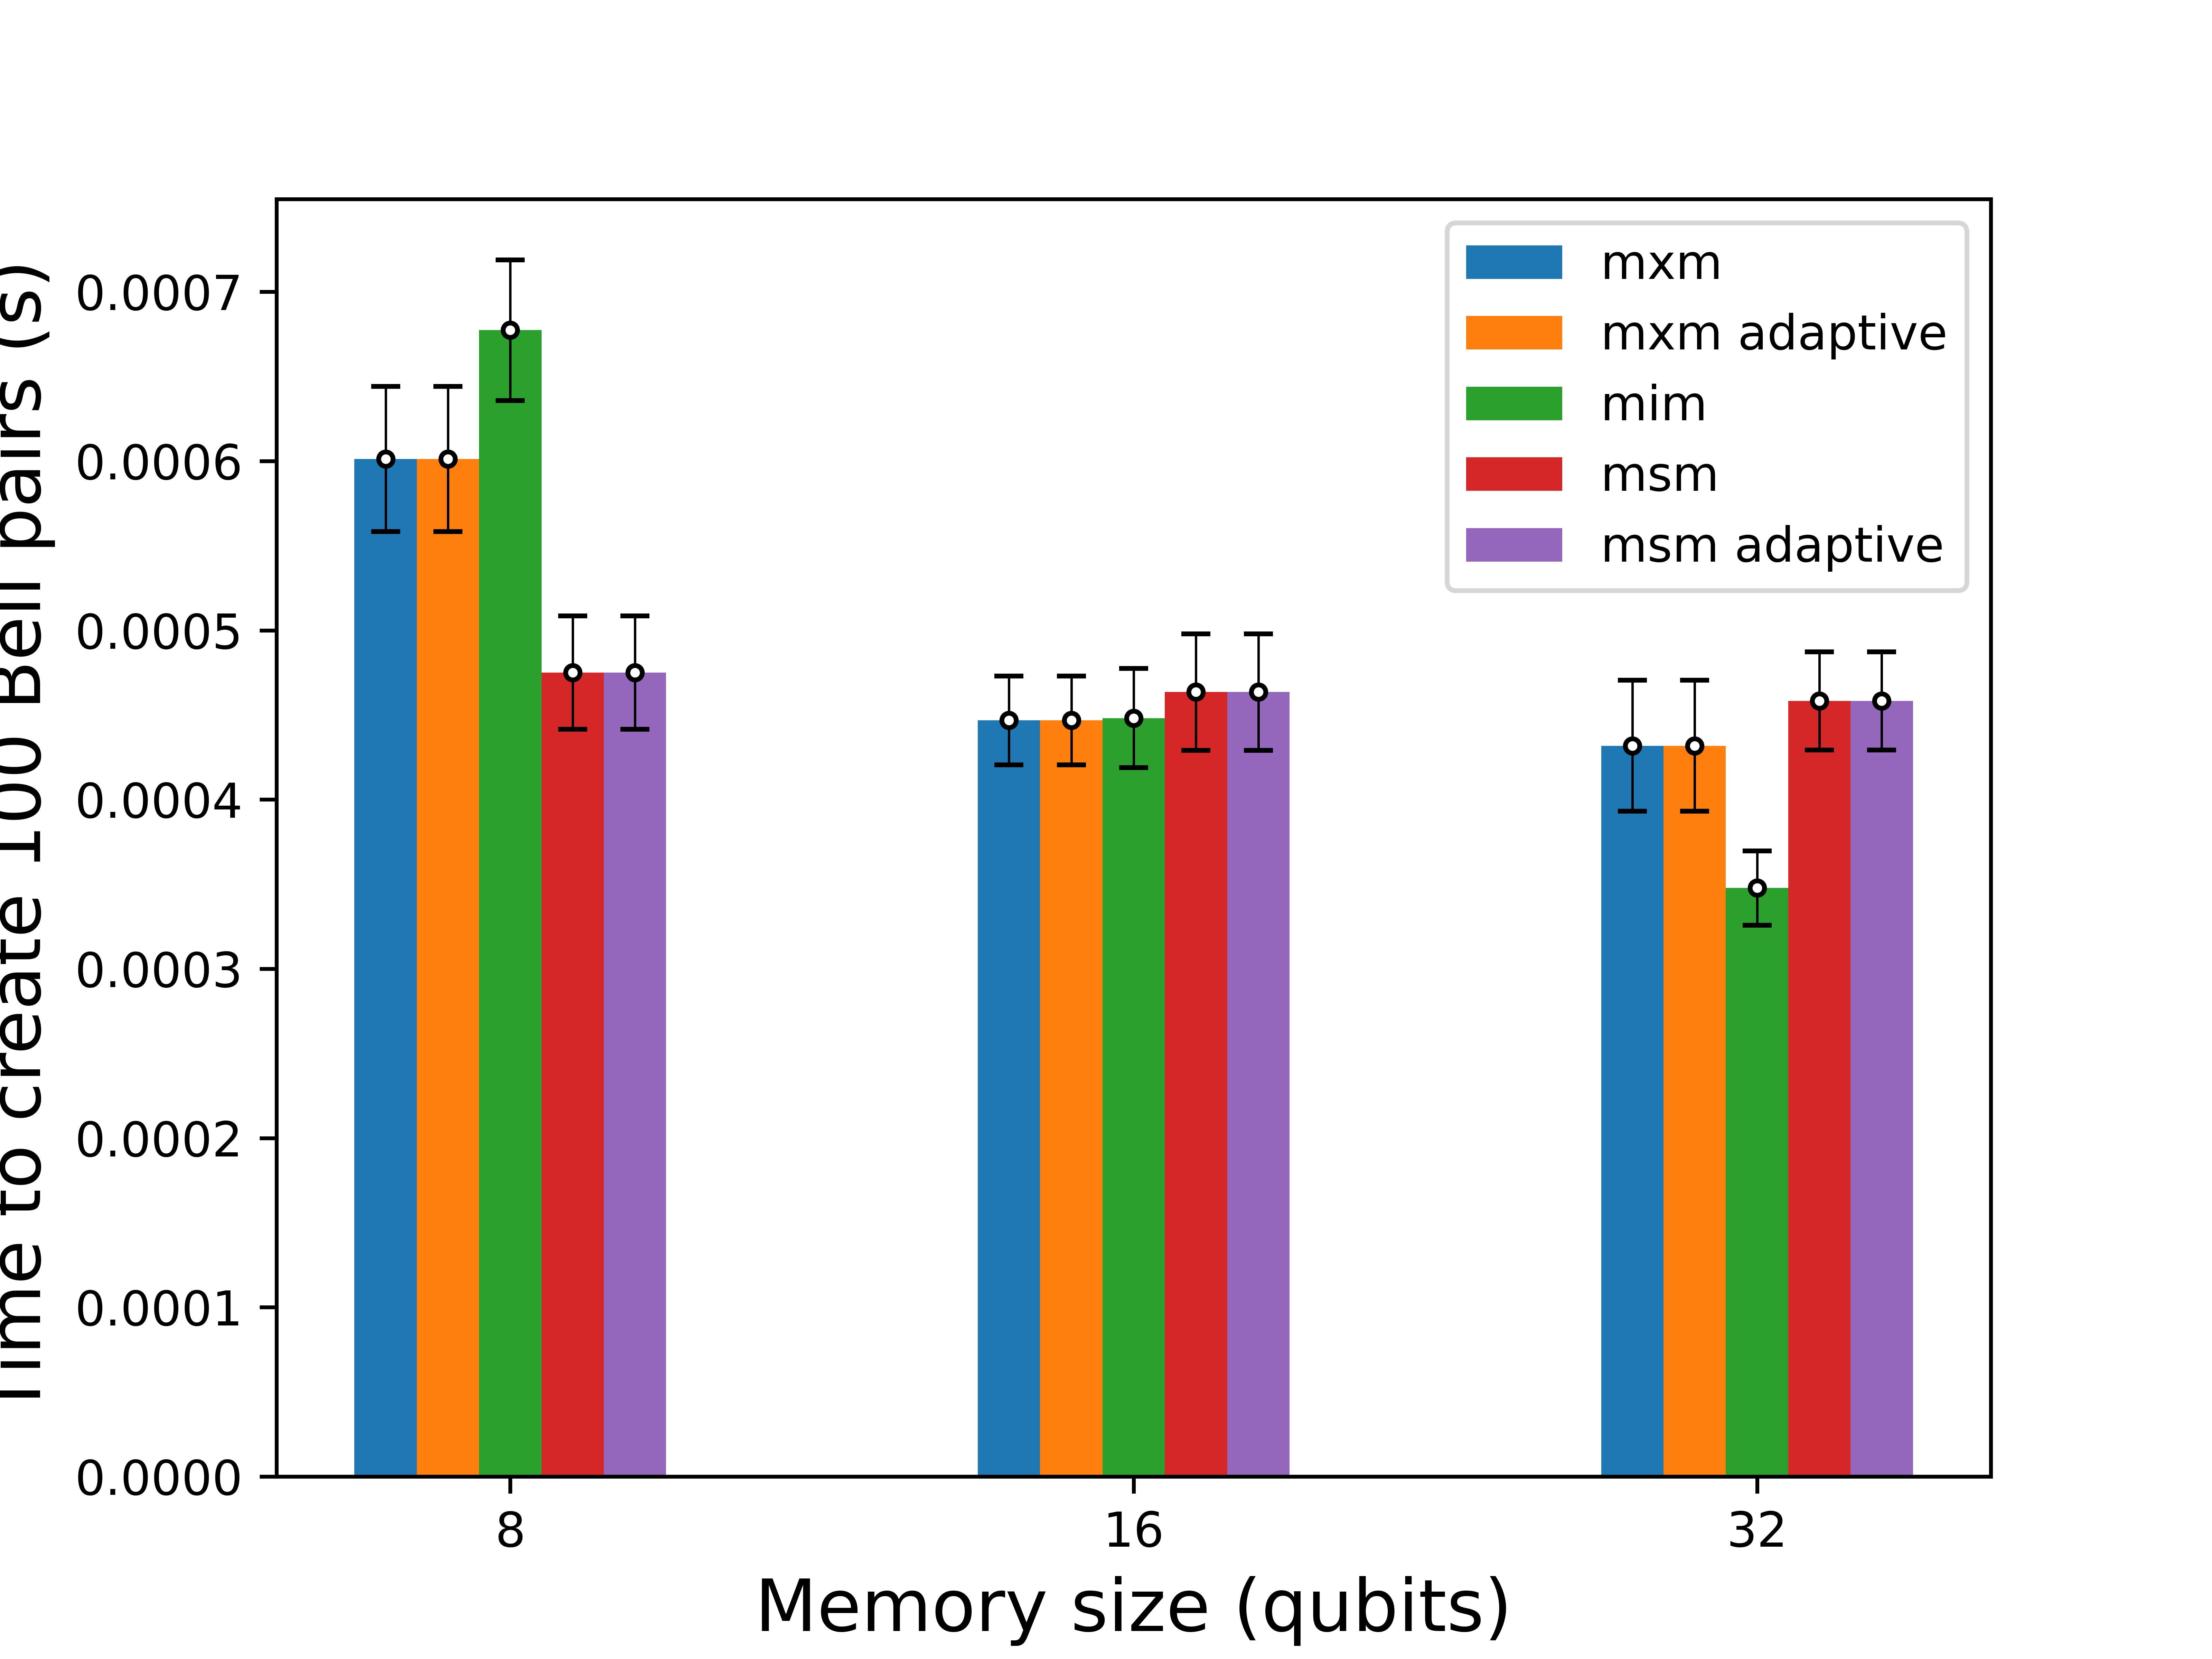 Time to create 100 Bell pairs (s)
0.0007
0.0006
0.0005
0.0004
0.0003
0.0002
0.0001
0.0000
mxm
mxm adaptive
mim
msm
msm adaptive
8 16 32
Memory size (qubits)